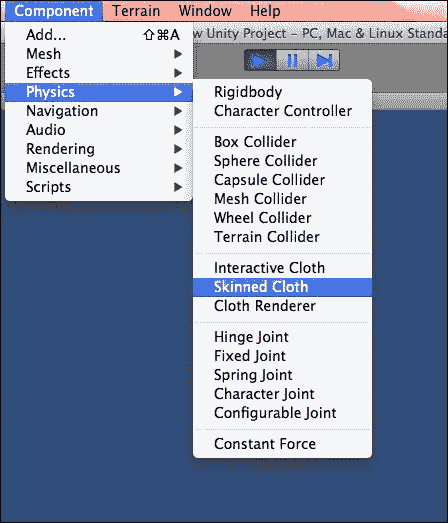 Component Terrain Window Help
w Unity Project - PC, Mac & Linux Standa
Add... ⇧⌘A
Mesh
Effects
Physics
Navigation
Audio
Rendering
Miscellaneous
Scripts
Rigidbody
Character Controller
Box Collider
Sphere Collider
Capsule Collider
Mesh Collider
Wheel Collider
Terrain Collider
Interactive Cloth
Skinned Cloth
Cloth Renderer
Hinge Joint
Fixed Joint
Spring Joint
Character Joint
Configurable Joint
Constant Force